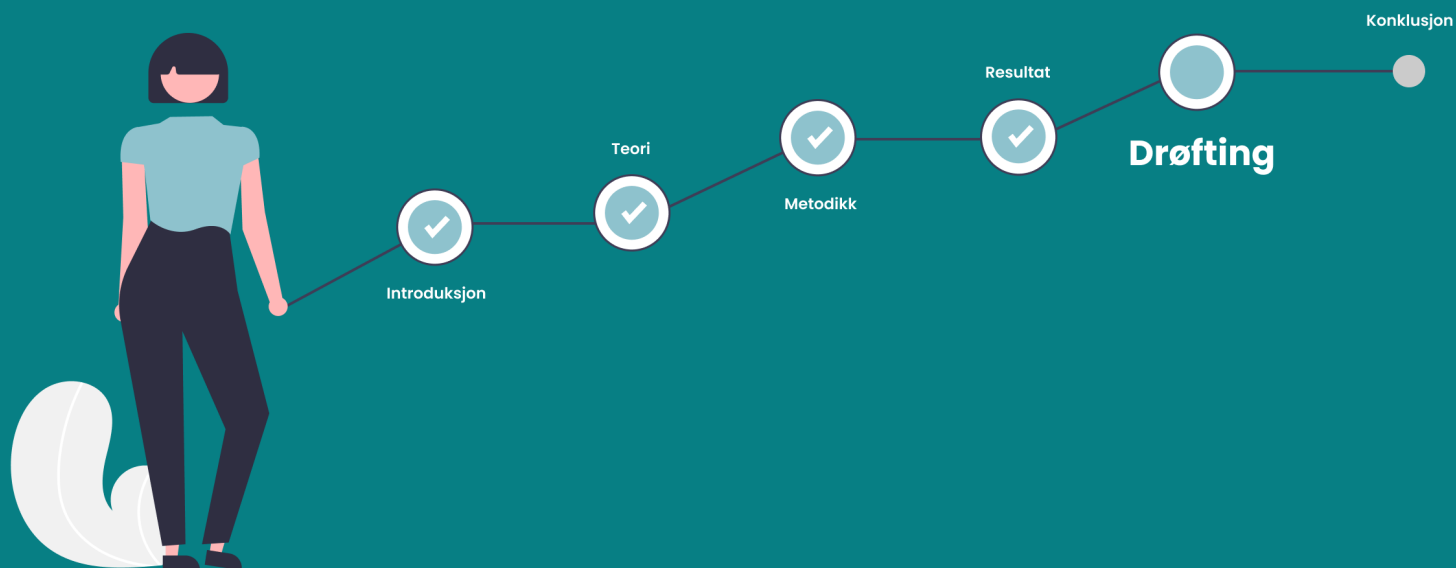 Introduksjon
Teori
Metodikk
Resultat
Drøfting
Konklusjon